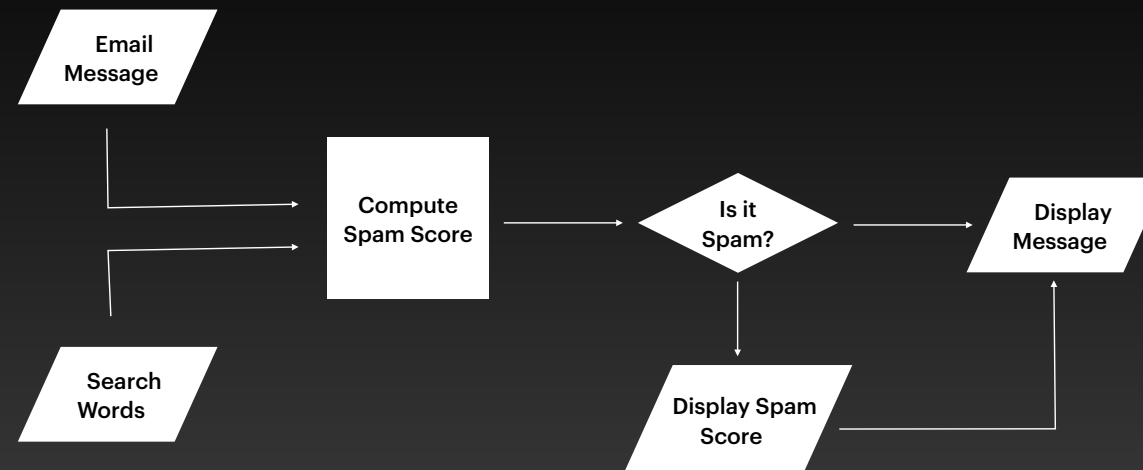 Email
Message
Compute
Spam Score
Is it
Spam?
Display
Message
Search
Words
Display Spam
Score